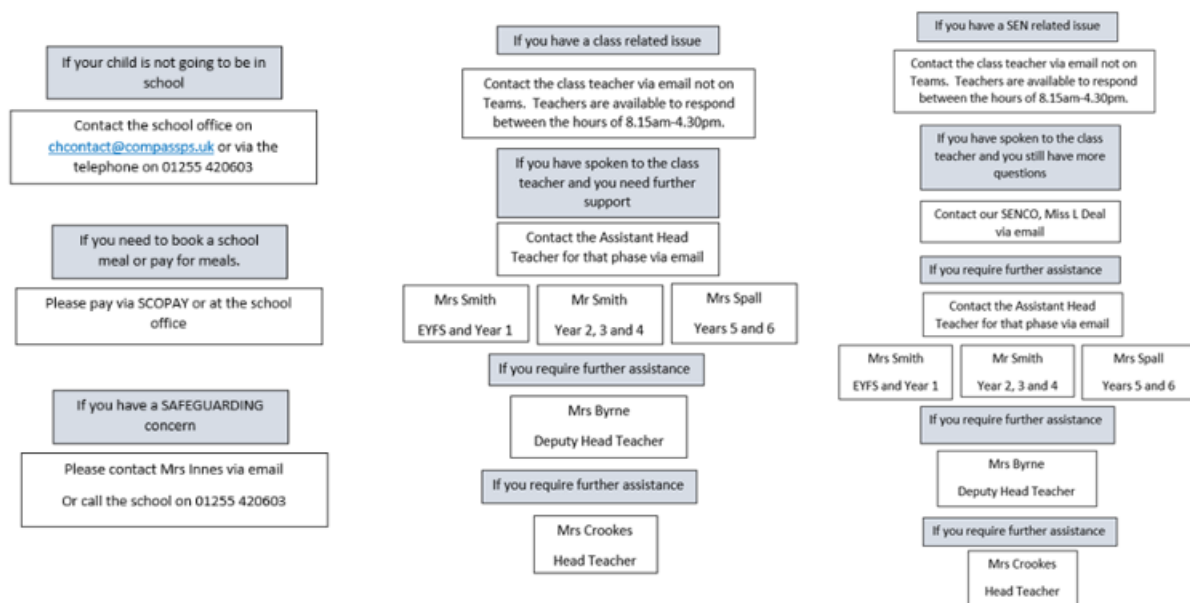 If your child is not going to be in
school
Contact the school office on
chcontact@compassps.uk or via the
telephone on 01255 420603
If you need to book a school
meal or pay for meals.
Please pay via SCOPAY or at the school
office
If you have a SAFEGUARDING
concern
Please contact Mrs Innes via email
Or call the school on 01255 420603
If you have a class related issue
Contact the class teacher via email not on
Teams. Teachers are available to respond
between the hours of 8.15am-4.30pm.
If you have spoken to the class
teacher and you need further
support
Contact the Assistant Head
Teacher for that phase via email
Mrs Smith
EYFS and Year 1
Mr Smith
Year 2, 3 and 4
Mrs Spall
Years 5 and 6
If you require further assistance
Mrs Byrne
Deputy Head Teacher
If you require further assistance
Mrs Crookes
Head Teacher
If you have a SEN related issue
Contact the class teacher via email not on
Teams. Teachers are available to respond
between the hours of 8.15am-4.30pm.
If you have spoken to the class
teacher and you still have more
questions
Contact our SENCO, Miss L Deal
via email
If you require further assistance
Contact the Assistant Head
Teacher for that phase via email
Mrs Smith
EYFS and Year 1
Mr Smith
Year 2, 3 and 4
Mrs Spall
Years 5 and 6
If you require further assistance
Mrs Byrne
Deputy Head Teacher
If you require further assistance
Mrs Crookes
Head Teacher